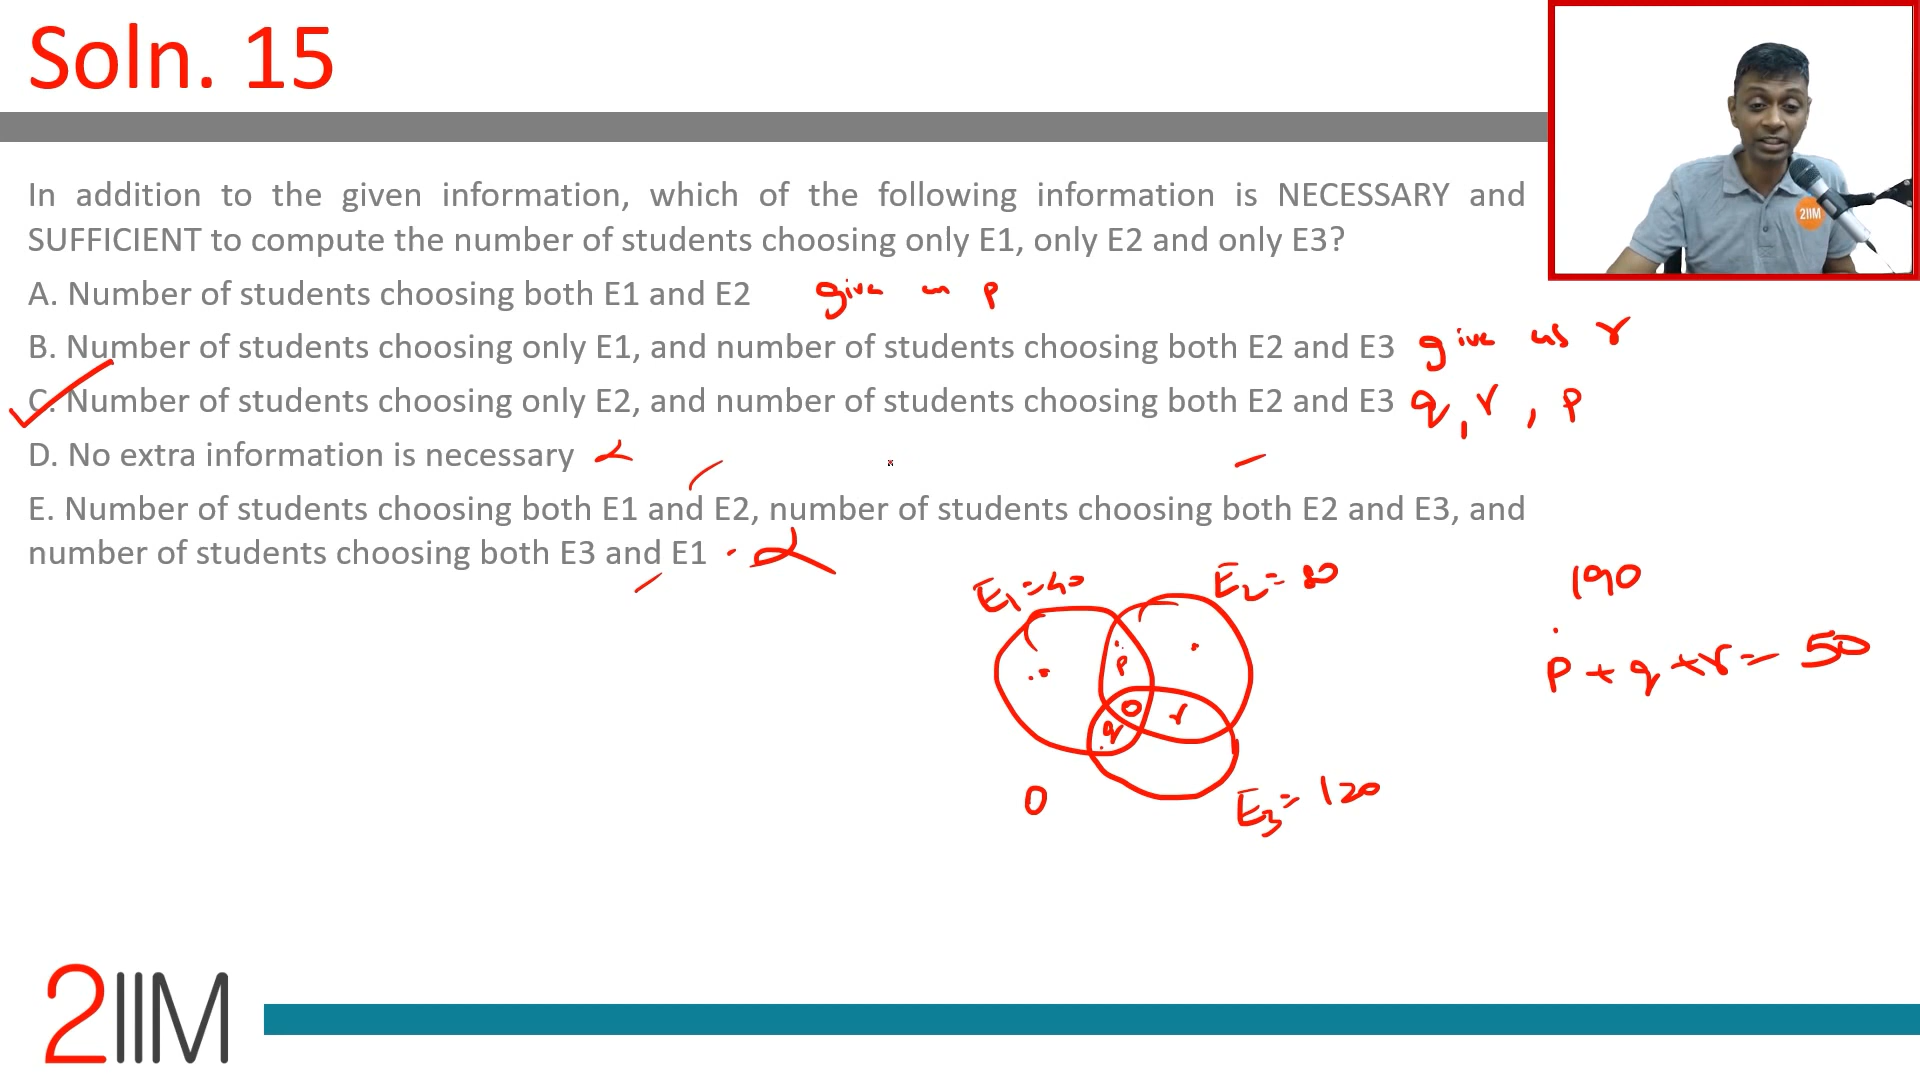 Soln. 15
2IIM
In addition to the given information, which of the following information is NECESSARY and
SUFFICIENT to compute the number of students choosing only E1, only E2 and only E3?
A. Number of students choosing both E1 and E2 give us p
B. Number of students choosing only E1, and number of students choosing both E2 and E3 give us r
C. Number of students choosing only E2, and number of students choosing both E2 and E3 q, r, p
D. No extra information is necessary
E. Number of students choosing both E1 and E2, number of students choosing both E2 and E3, and
number of students choosing both E3 and E1
E1=40 E2=80 190
p p+q+r=50
0 r
q
0 E3=120
2IIM